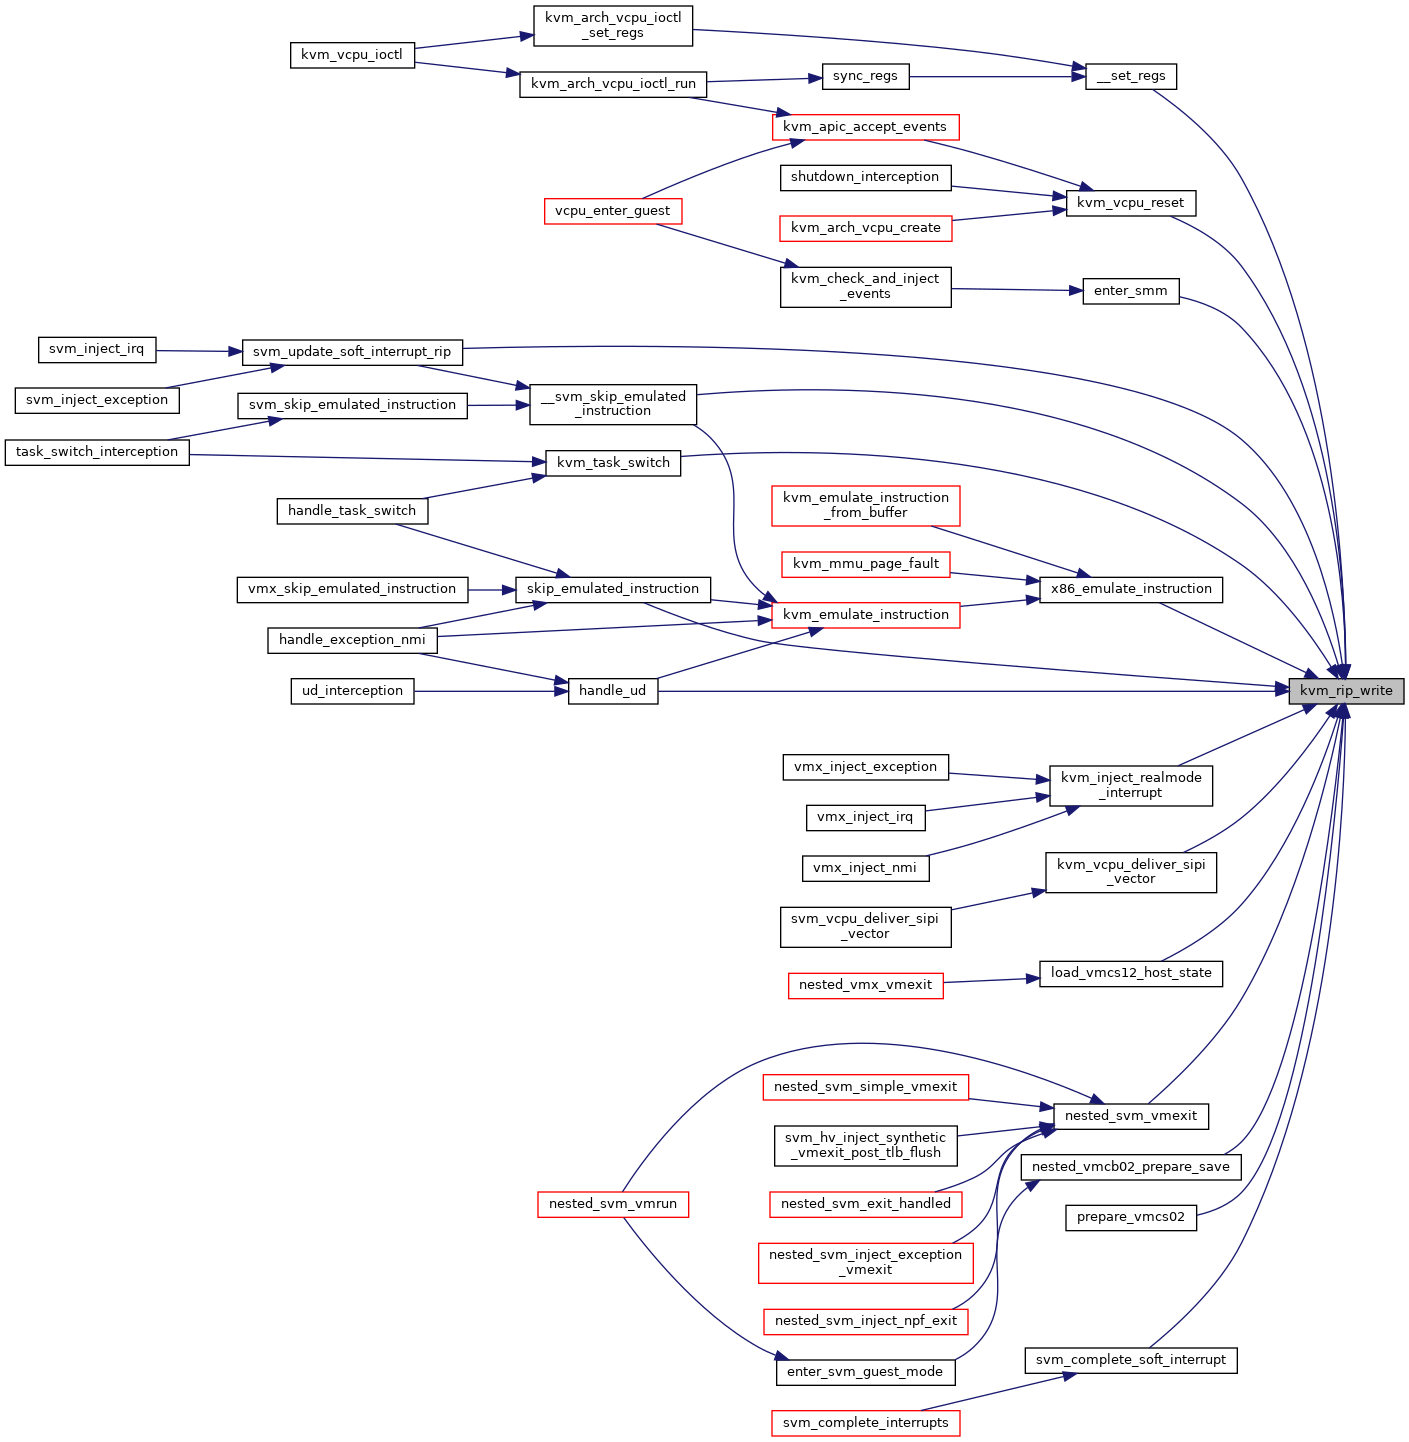 kvm_arch_vcpu_ioctl
_set_regs
kvm_vcpu_ioctl
kvm_arch_vcpu_ioctl_run
sync_regs
__set_regs
kvm_apic_accept_events
shutdown_interception
kvm_vcpu_reset
vcpu_enter_guest
kvm_arch_vcpu_create
kvm_check_and_inject
_events
enter_smm
svm_inject_irq
svm_update_soft_interrupt_rip
svm_inject_exception
svm_skip_emulated_instruction
__svm_skip_emulated
_instruction
task_switch_interception
kvm_task_switch
handle_task_switch
kvm_emulate_instruction
_from_buffer
kvm_mmu_page_fault
vmx_skip_emulated_instruction
skip_emulated_instruction
x86_emulate_instruction
kvm_emulate_instruction
handle_exception_nmi
ud_interception
handle_ud
kvm_rip_write
vmx_inject_exception
kvm_inject_realmode
_interrupt
vmx_inject_irq
vmx_inject_nmi
kvm_vcpu_deliver_sipi
_vector
svm_vcpu_deliver_sipi
_vector
load_vmcs12_host_state
nested_vmx_vmexit
nested_svm_simple_vmexit
nested_svm_vmexit
svm_hv_inject_synthetic
_vmexit_post_tlb_flush
nested_vmcb02_prepare_save
nested_svm_vmrun
nested_svm_exit_handled
prepare_vmcs02
nested_svm_inject_exception
_vmexit
nested_svm_inject_npf_exit
enter_svm_guest_mode
svm_complete_soft_interrupt
svm_complete_interrupts